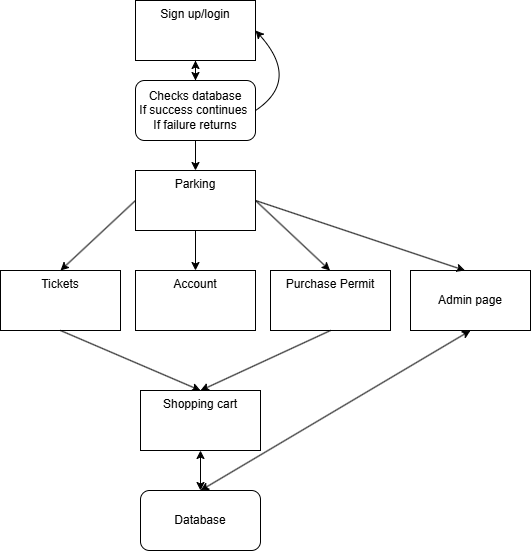 Sign up/login
Checks database
If success continues
If failure returns
Parking
Tickets
Account
Purchase Permit
Admin page
Shopping cart
Database